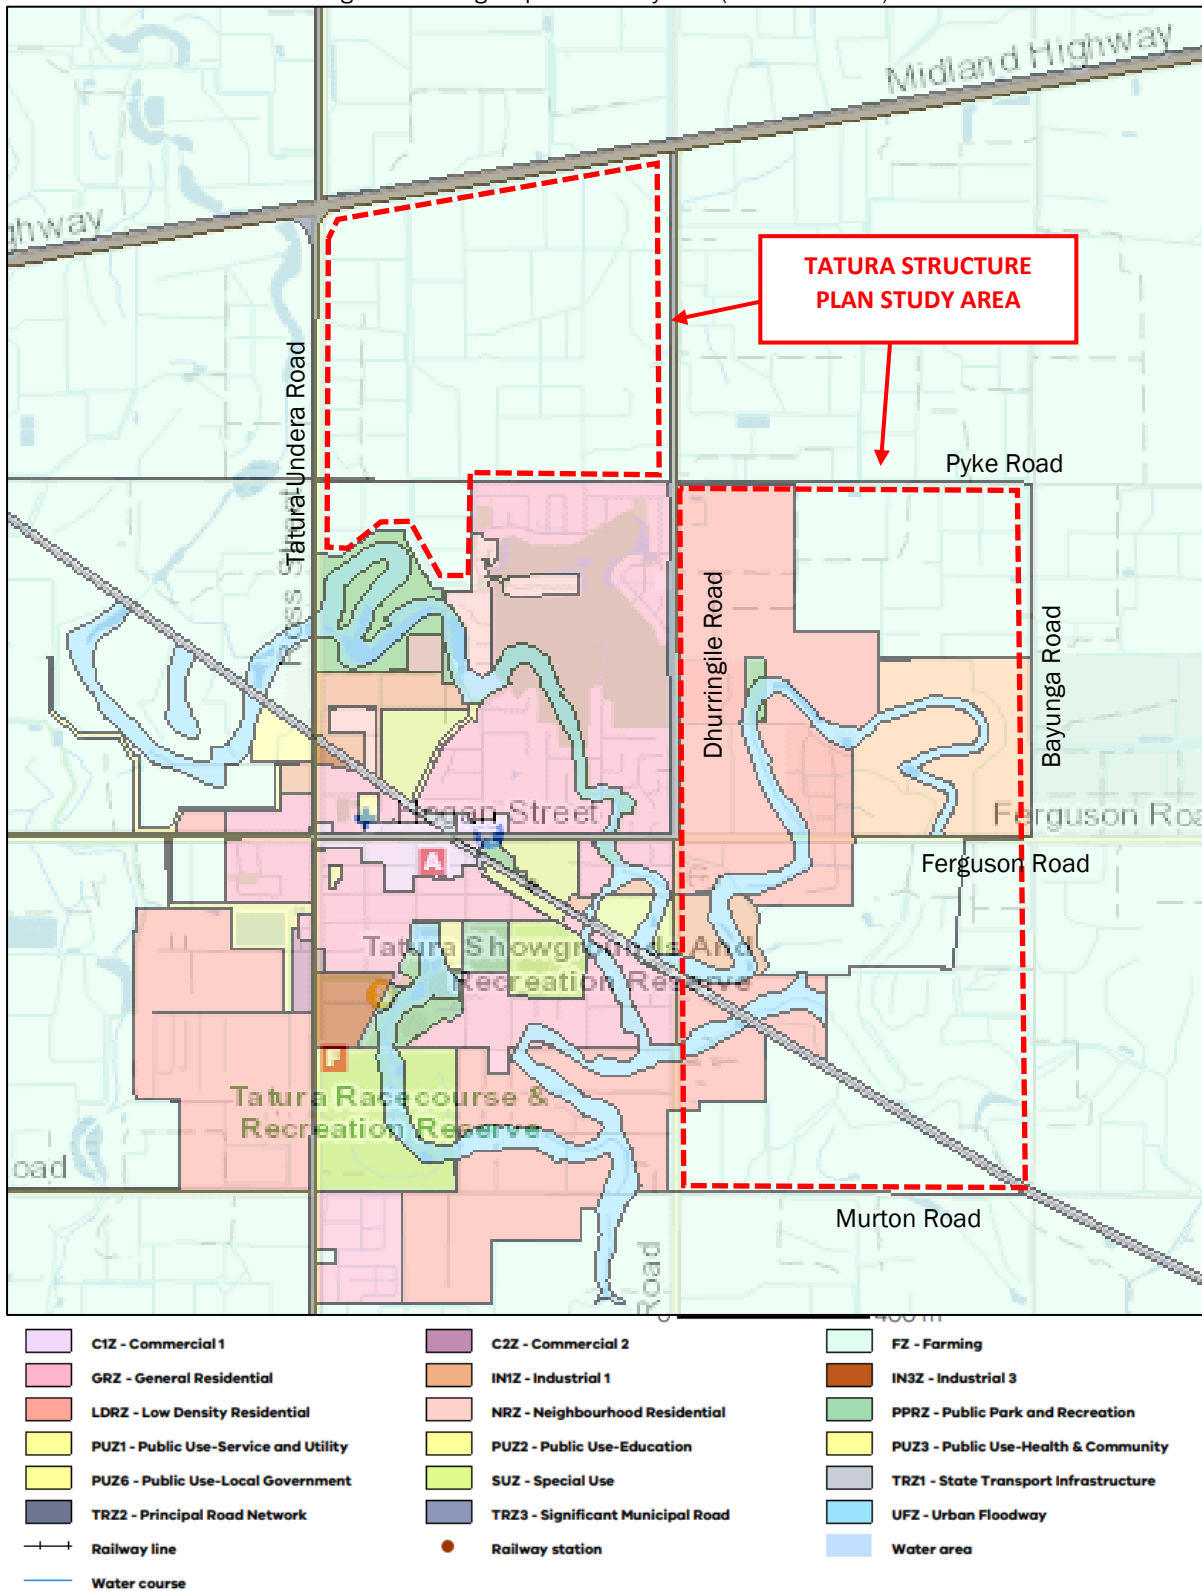 Midland Highway
ghway
TATURA STRUCTURE
PLAN STUDY AREA
Tatura-Undera Road
Pyke Road
Dhurringile Road
Bayunga Road
Hogan Street
Ferguson Roa
Ferguson Road
A
Tatura Showgrounds And
Recreation Reserve
F
Tatura Racecourse &
Recreation Reserve
oad
Murton Road
Road
C1Z - Commercial 1
C2Z - Commercial 2
FZ - Farming
GRZ - General Residential
IN1Z - Industrial 1
IN3Z - Industrial 3
LDRZ - Low Density Residential
NRZ - Neighbourhood Residential
PPRZ - Public Park and Recreation
PUZ1 - Public Use-Service and Utility
PUZ2 - Public Use-Education
PUZ3 - Public Use-Health & Community
PUZ6 - Public Use-Local Government
SUZ - Special Use
TRZ1 - State Transport Infrastructure
TRZ2 - Principal Road Network
TRZ3 - Significant Municipal Road
UFZ - Urban Floodway
Railway line
Railway station
Water area
Water course